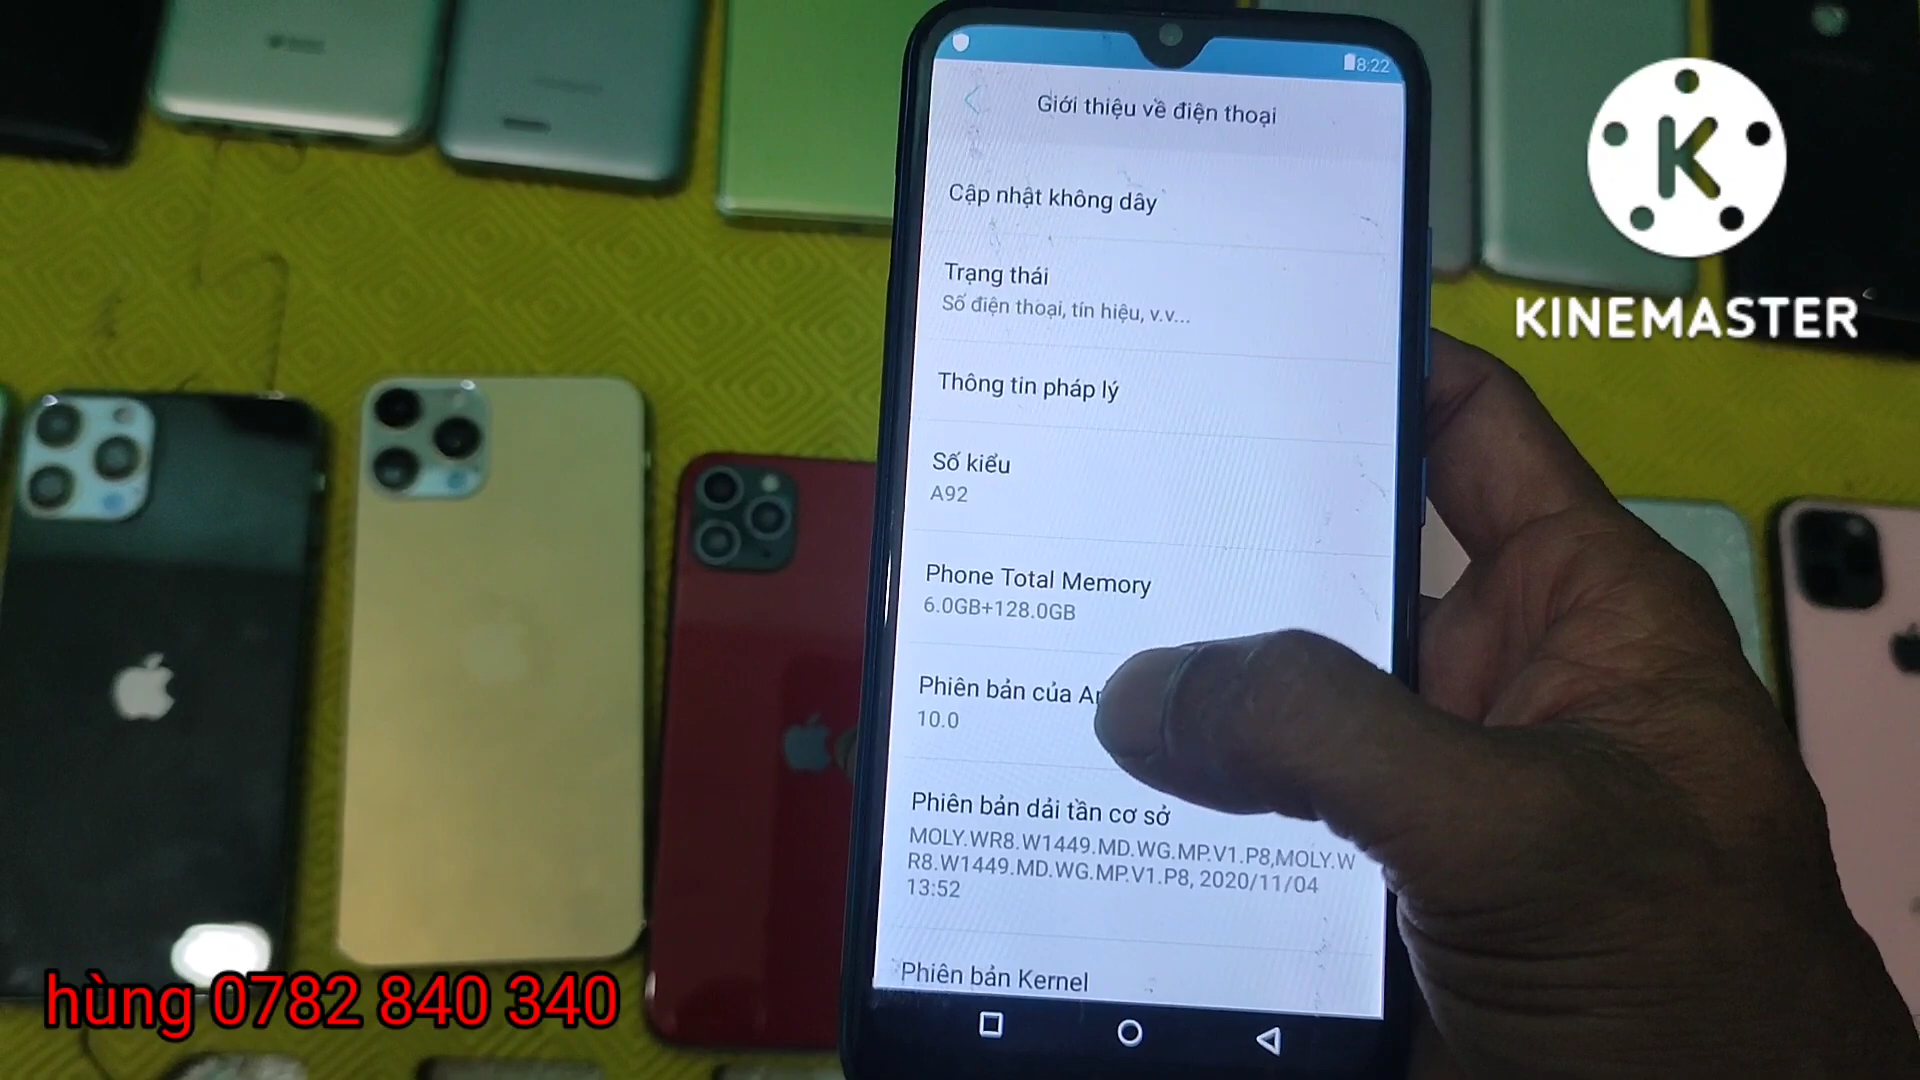 8:22
Giới thiệu về điện thoại
Cập nhật không dây
Trạng thái
Số điện thoại, tín hiệu, v.v...
Thông tin pháp lý
Số kiểu
A92
Phone Total Memory
6.0GB+128.0GB
Phiên bản của
10.0
Phiên bản dải tần cơ sở
MOLY.WR8.W1449.MD.WG.MP.V1.P8,MOLY.W
R8.W1449.MD.WG.MP.V1.P8, 2020/11/04
13:52
Phiên bản Kernel
K
KINEMASTER
hùng 0782 840 340